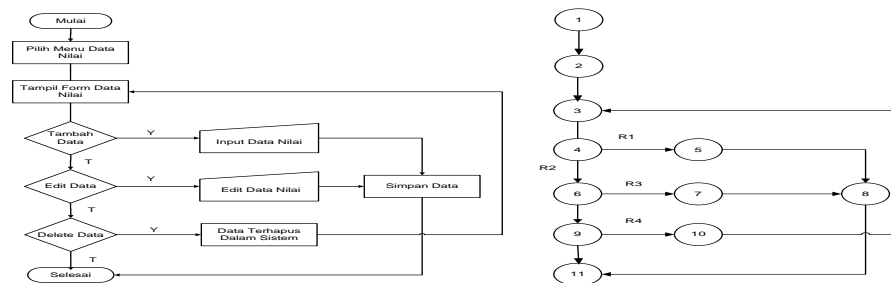 Mulai
Pilih Menu Data
Nilai
Tampil Form Data
Nilai
Tambah
Data
Y
Input Data Nilai
T
Edit Data
Y
Edit Data Nilai
Simpan Data
T
Delete Data
Y
Data Terhapus
Dalam Sistem
T
Selesai
1
2
3
4
R1
5
R2
6
R3
7
8
9
R4
10
11